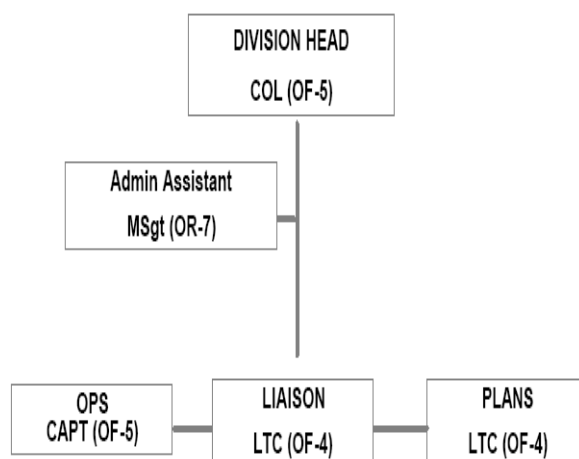 DIVISION HEAD
COL (OF-5)
Admin Assistant
MSgt (OR-7)
OPS
CAPT (OF-5)
LIAISON
LTC (OF-4)
PLANS
LTC (OF-4)